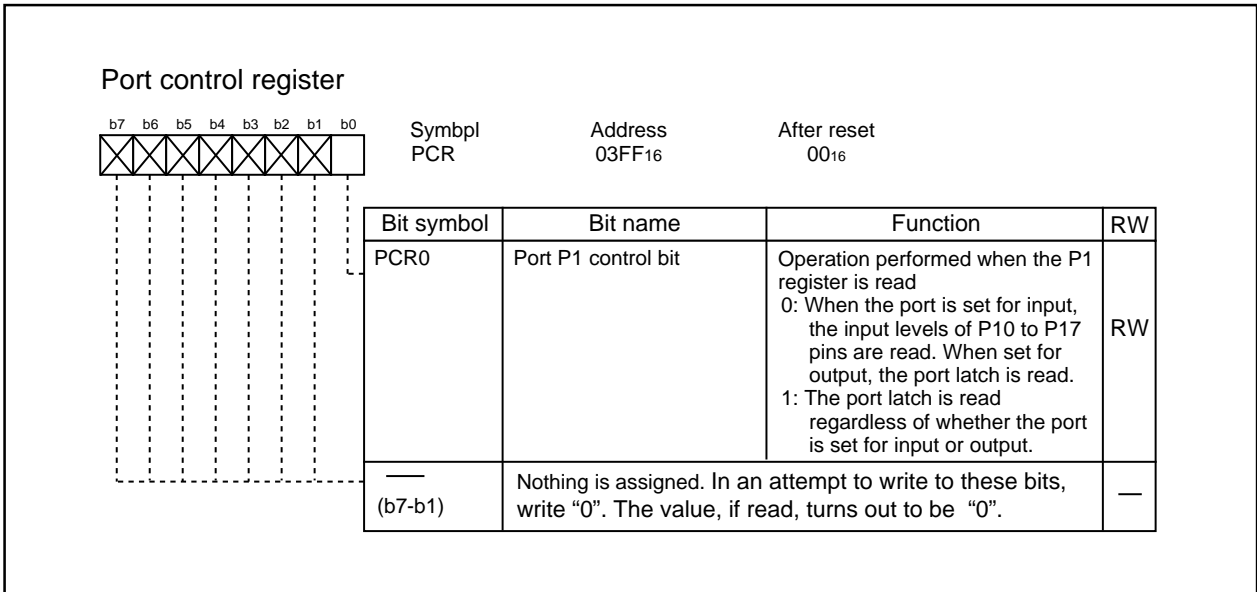 Port control register
b7 b6 b5 b4 b3 b2 b1 b0
Symbpl Address After reset
PCR 03FF16 0016
Bit symbol Bit name Function RW
PCR0 Port P1 control bit Operation performed when the P1
register is read
0: When the port is set for input,
the input levels of P10 to P17
pins are read. When set for
output, the port latch is read.
1: The port latch is read
regardless of whether the port
is set for input or output.
RW
—
(b7-b1)
Nothing is assigned. In an attempt to write to these bits,
write “0”. The value, if read, turns out to be “0”.
—